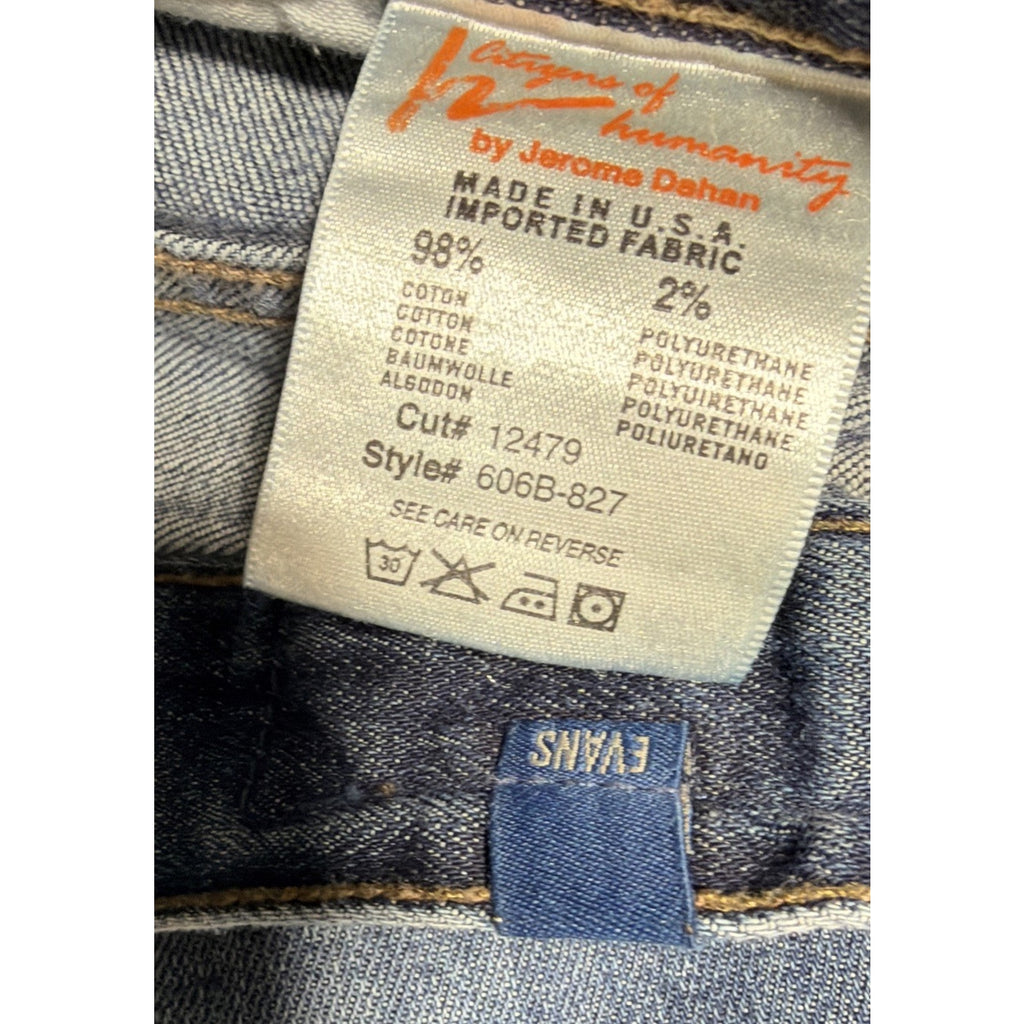 Citizens of
humanity
by Jerome Dahan
MADE IN U.S.A.
IMPORTED FABRIC
98%
2%
COTON
COTTON
COTONE
BAUMWOLLE
ALGODON
POLYURETHANE
POLYURETHANE
POLYUIRETHANE
POLYURETHANE
POLIURETANO
Cut# 12479
Style# 606B-827
SEE CARE ON REVERSE
30
EVANS